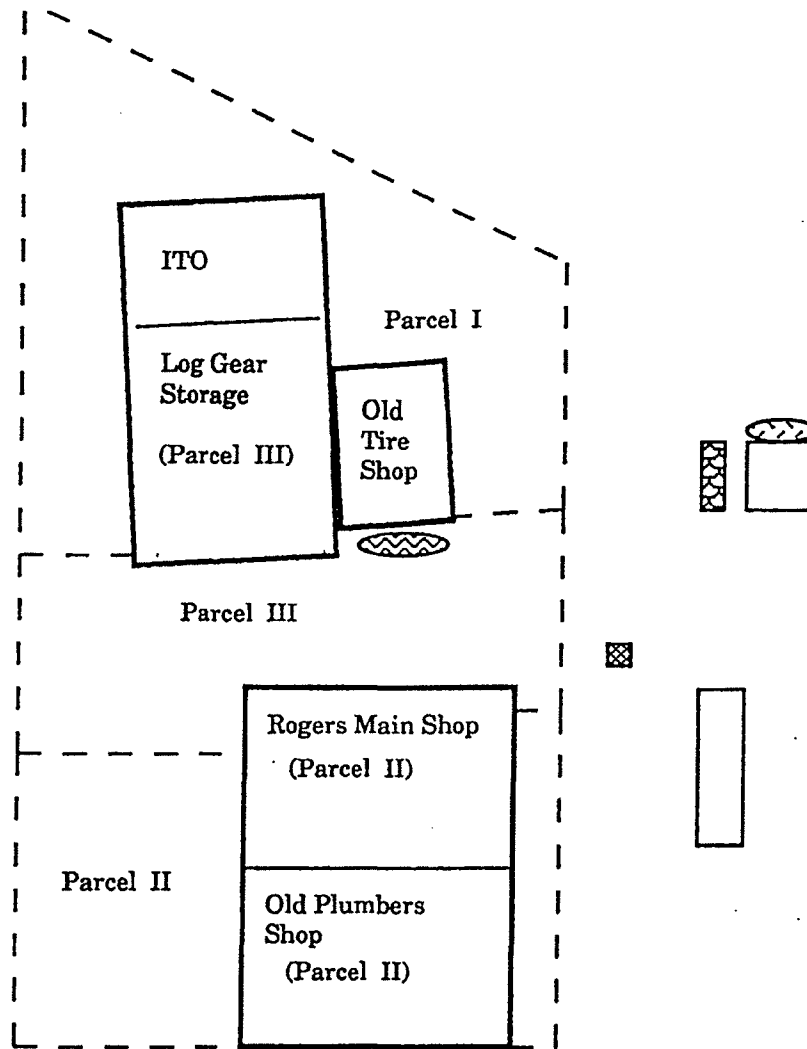 ITO
Parcel I
Log Gear
Storage
(Parcel III)
Old
Tire
Shop
Parcel III
Rogers Main Shop
(Parcel II)
Parcel II
Old Plumbers
Shop
(Parcel II)